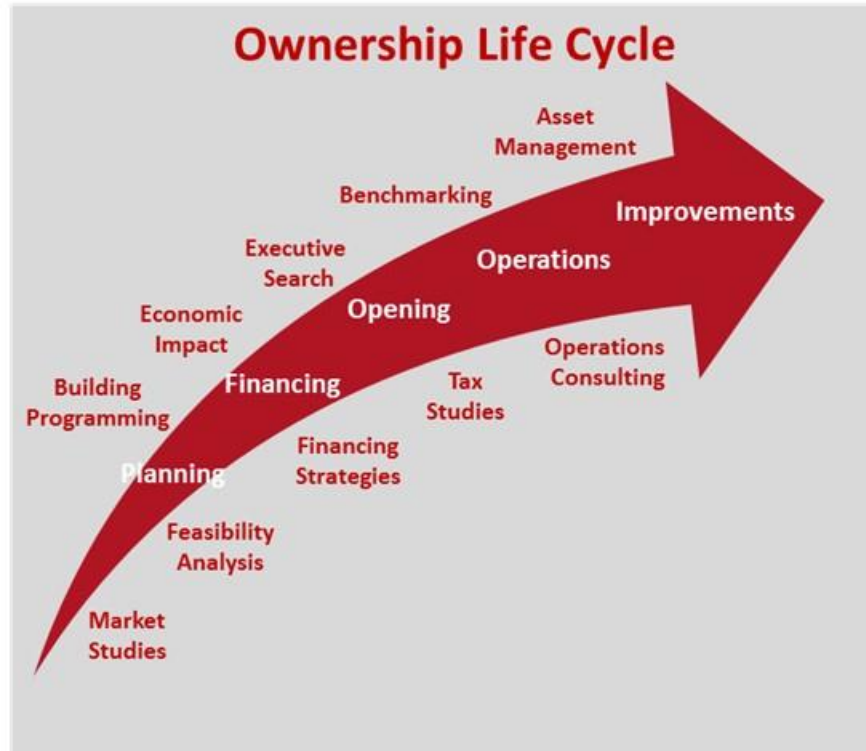 Ownership Life Cycle
Asset
Management
Benchmarking
Improvements
Executive
Search
Operations
Economic
Impact
Opening
Operations
Consulting
Building
Programming
Financing
Tax
Studies
Planning
Financing
Strategies
Feasibility
Analysis
Market
Studies